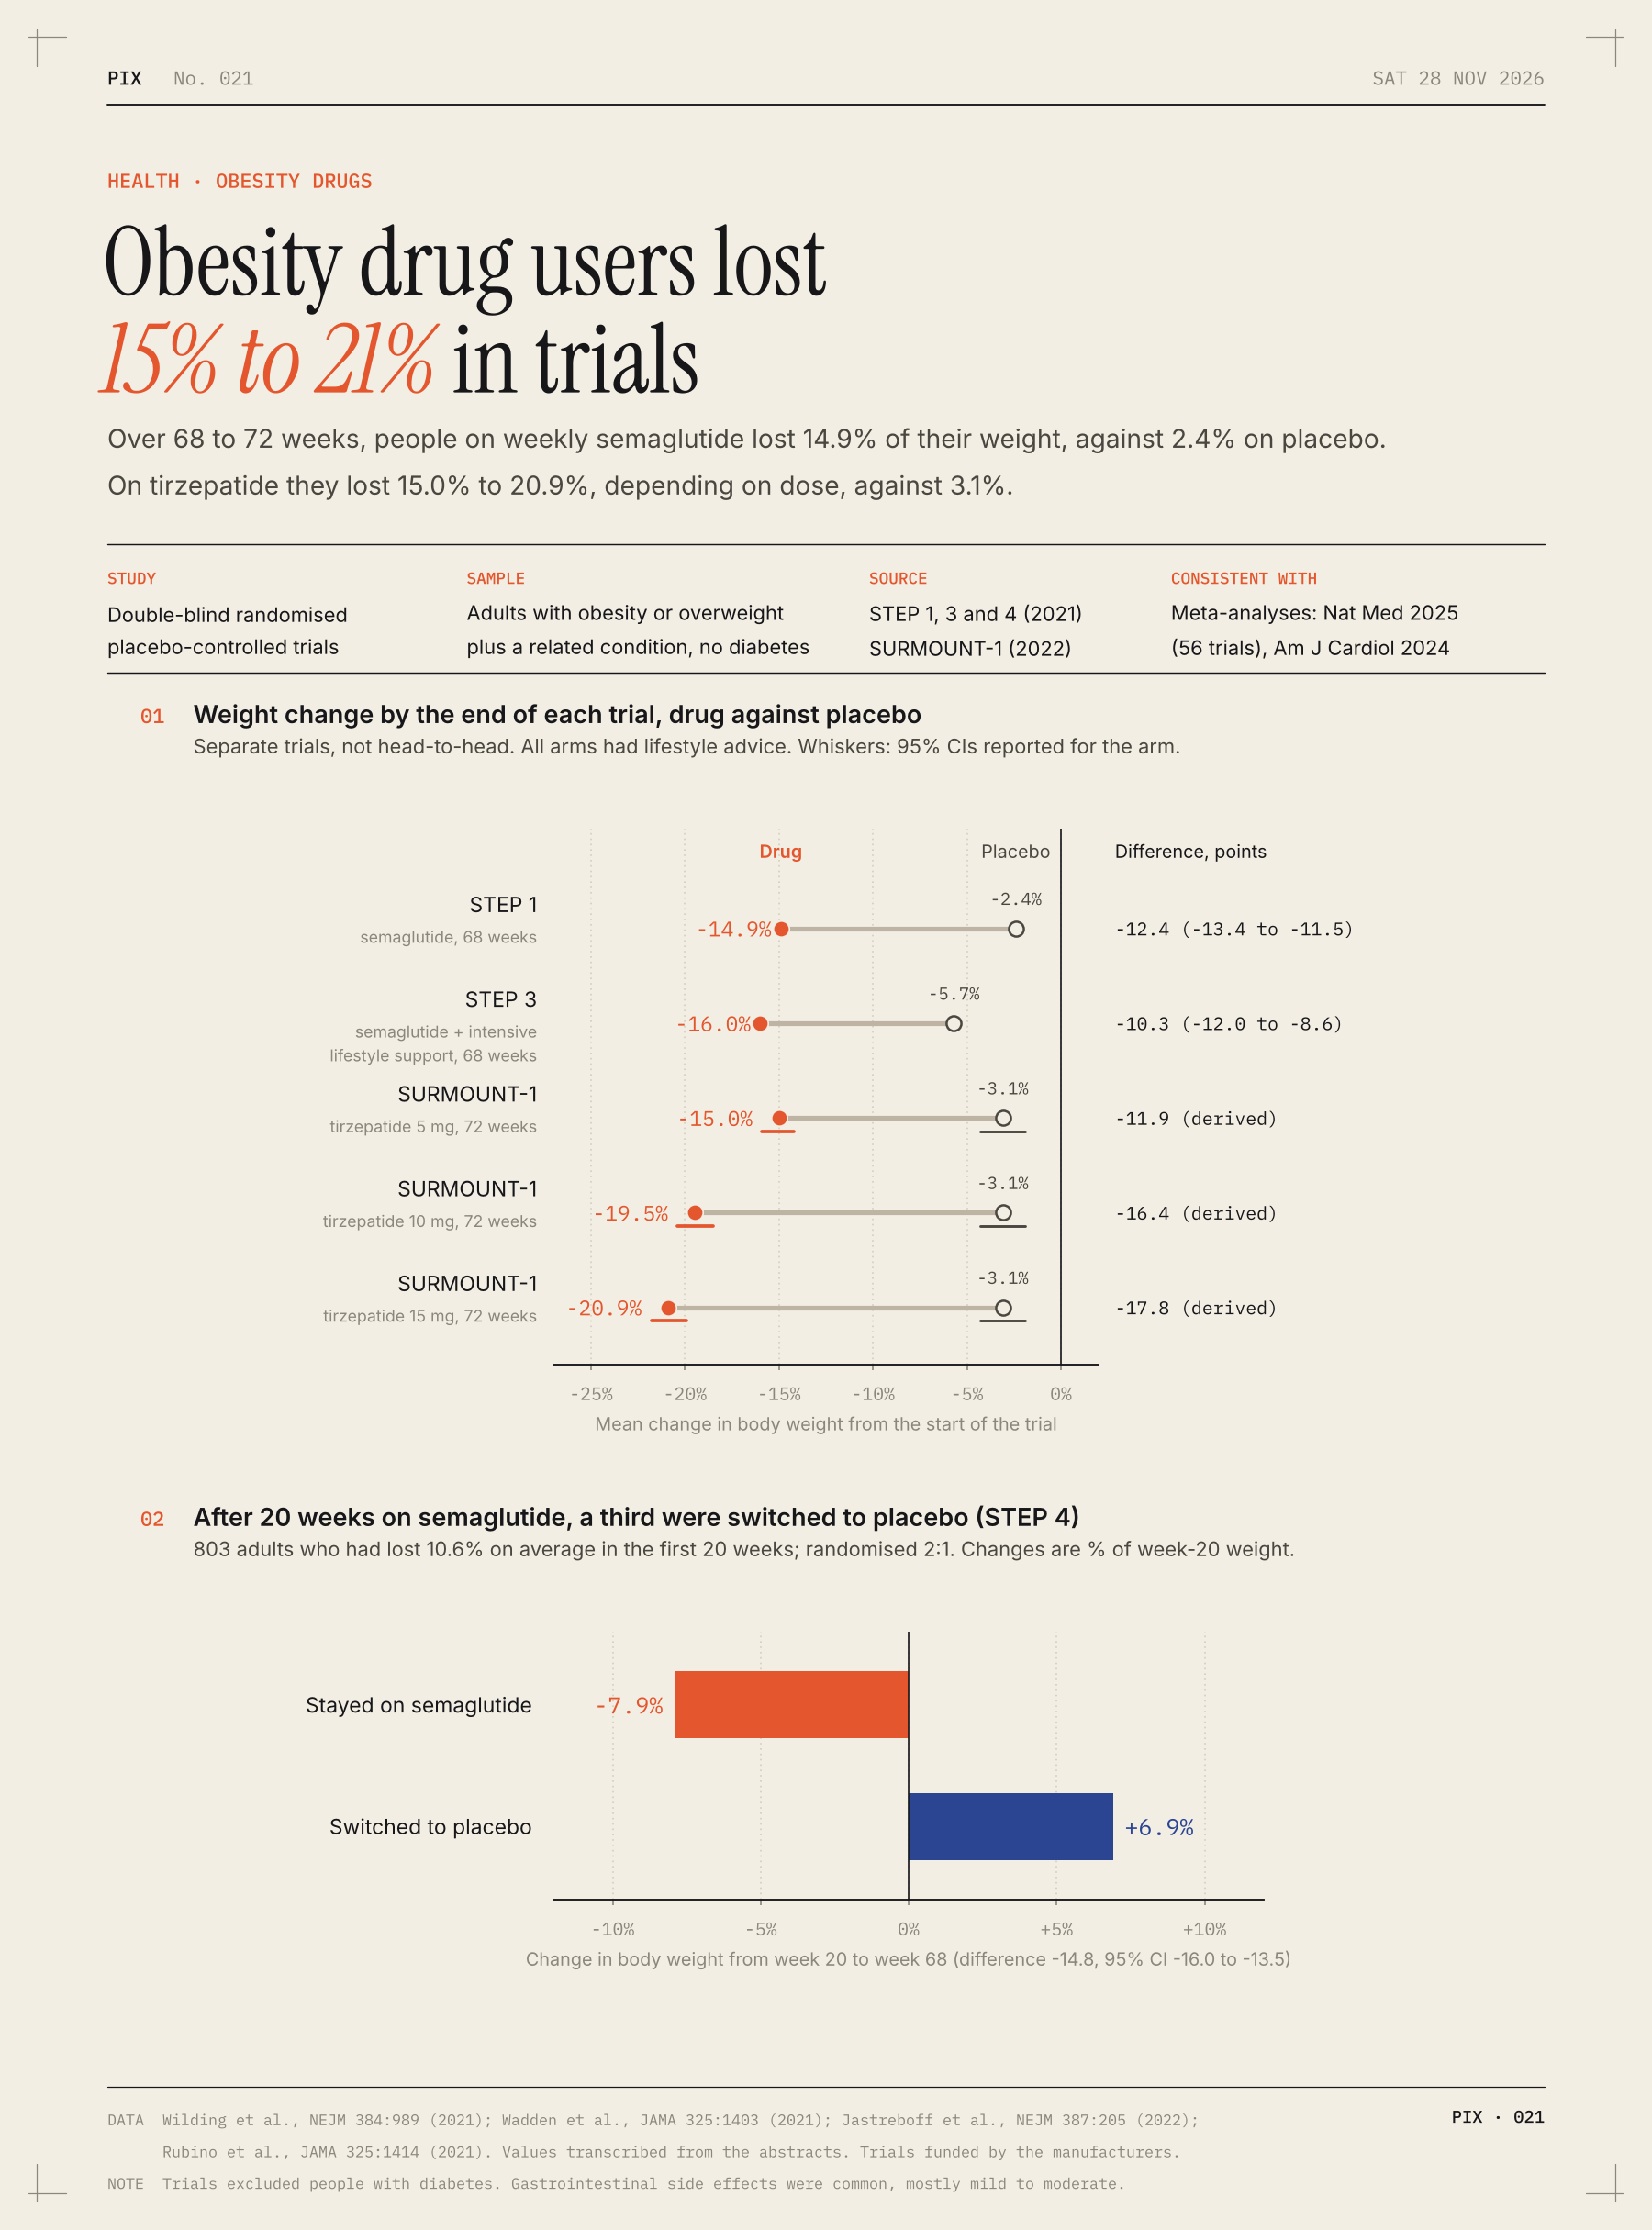 PIX No. 021
SAT 28 NOV 2026
HEALTH · OBESITY DRUGS
Obesity drug users lost
15% to 21% in trials
Over 68 to 72 weeks, people on weekly semaglutide lost 14.9% of their weight, against 2.4% on placebo.
On tirzepatide they lost 15.0% to 20.9%, depending on dose, against 3.1%.
STUDY
Double-blind randomised
placebo-controlled trials
SAMPLE
Adults with obesity or overweight
plus a related condition, no diabetes
SOURCE
STEP 1, 3 and 4 (2021)
SURMOUNT-1 (2022)
CONSISTENT WITH
Meta-analyses: Nat Med 2025
(56 trials), Am J Cardiol 2024
01 Weight change by the end of each trial, drug against placebo
Separate trials, not head-to-head. All arms had lifestyle advice. Whiskers: 95% CIs reported for the arm.
Drug Placebo Difference, points
STEP 1
semaglutide, 68 weeks
-14.9% -2.4% -12.4 (-13.4 to -11.5)
STEP 3
semaglutide + intensive
lifestyle support, 68 weeks
-16.0% -5.7% -10.3 (-12.0 to -8.6)
SURMOUNT-1
tirzepatide 5 mg, 72 weeks
-15.0% -3.1% -11.9 (derived)
SURMOUNT-1
tirzepatide 10 mg, 72 weeks
-19.5% -3.1% -16.4 (derived)
SURMOUNT-1
tirzepatide 15 mg, 72 weeks
-20.9% -3.1% -17.8 (derived)
-25% -20% -15% -10% -5% 0%
Mean change in body weight from the start of the trial
02 After 20 weeks on semaglutide, a third were switched to placebo (STEP 4)
803 adults who had lost 10.6% on average in the first 20 weeks; randomised 2:1. Changes are % of week-20 weight.
Stayed on semaglutide -7.9%
Switched to placebo +6.9%
-10% -5% 0% +5% +10%
Change in body weight from week 20 to week 68 (difference -14.8, 95% CI -16.0 to -13.5)
DATA Wilding et al., NEJM 384:989 (2021); Wadden et al., JAMA 325:1403 (2021); Jastreboff et al., NEJM 387:205 (2022);
Rubino et al., JAMA 325:1414 (2021). Values transcribed from the abstracts. Trials funded by the manufacturers.
NOTE Trials excluded people with diabetes. Gastrointestinal side effects were common, mostly mild to moderate.
PIX · 021